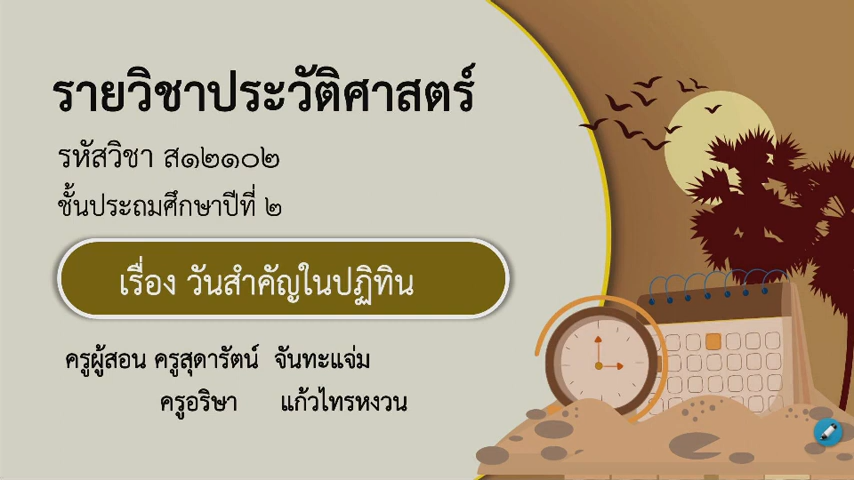 รายวิชาประวัติศาสตร์
รหัสวิชา ส๑๒๑๐๒
ชั้นประถมศึกษาปีที่ ๒
เรื่อง วันสำคัญในปฏิทิน
ครูผู้สอน ครูสุดารัตน์ จันทะแจ่ม
ครูอริษา แก้วไทรหงวน